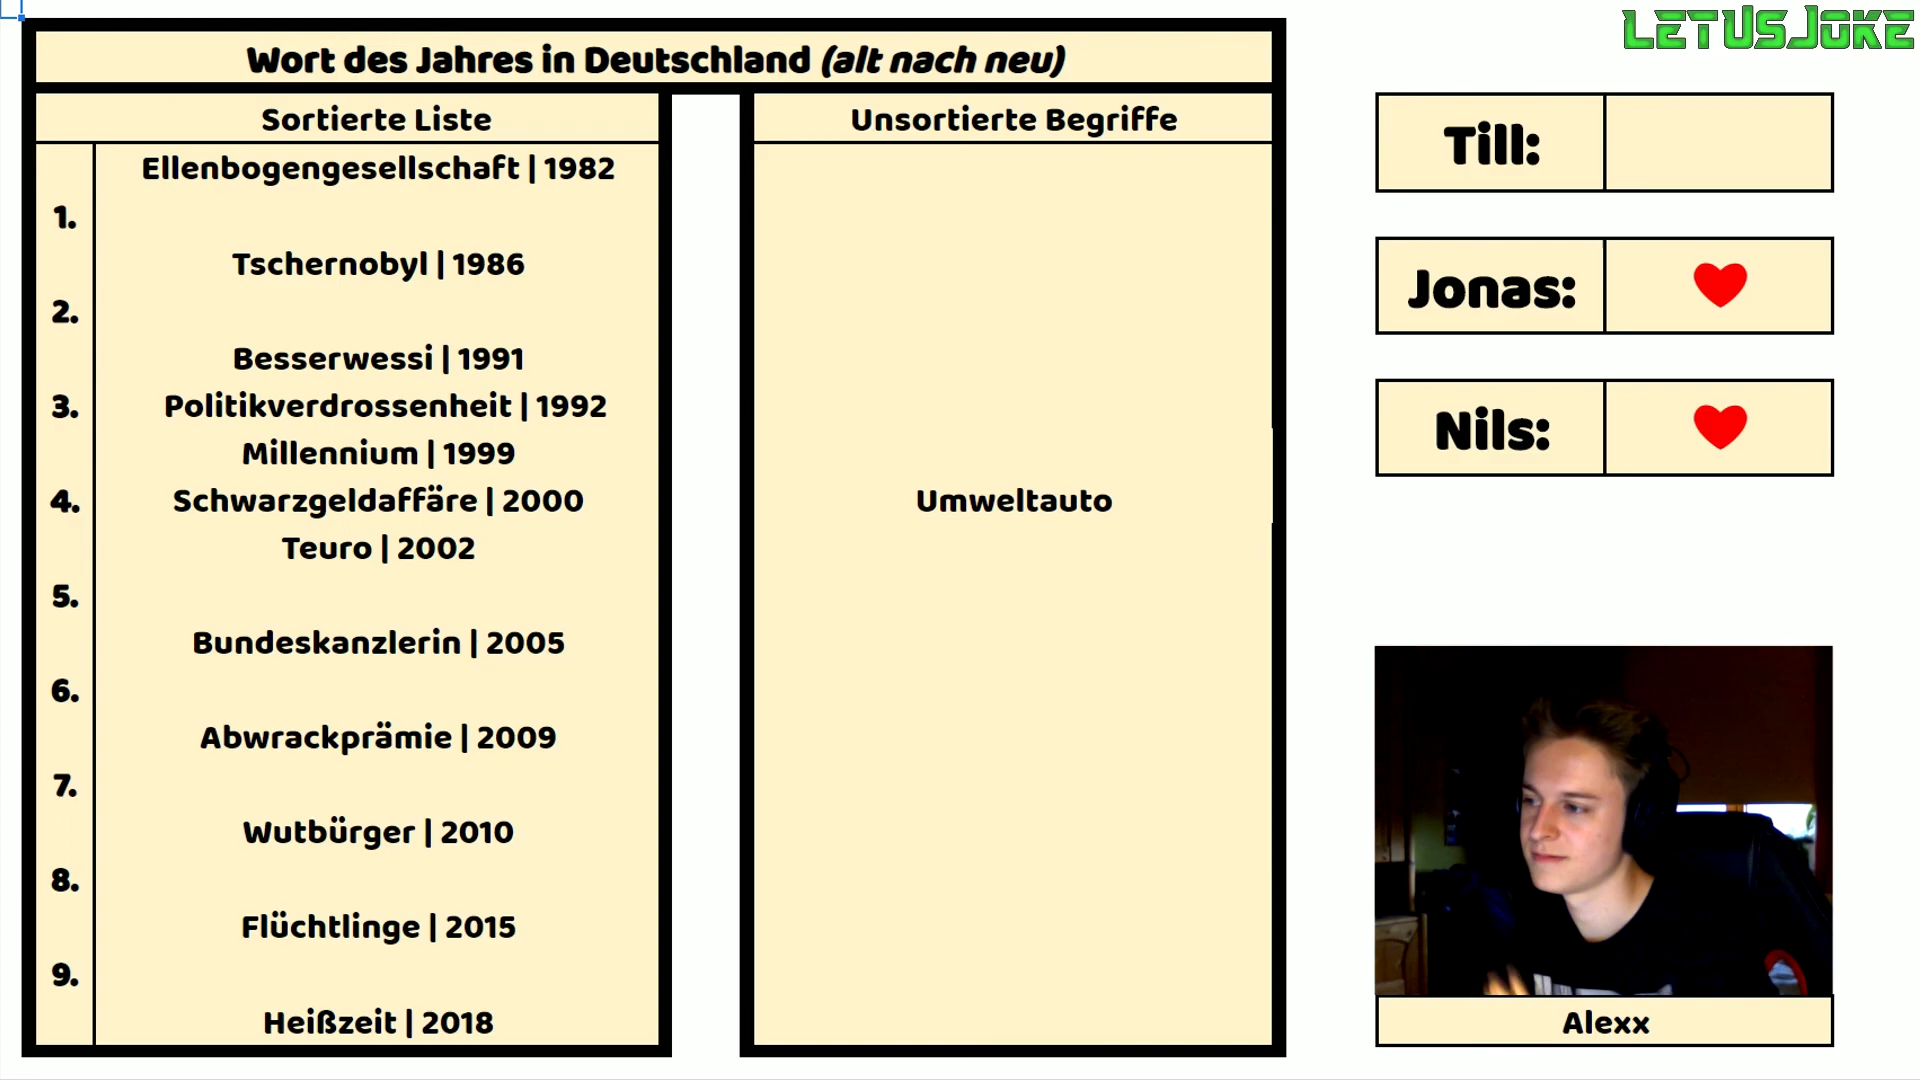 LETUSJOKE
Wort des Jahres in Deutschland (alt nach neu)
Sortierte Liste
Unsortierte Begriffe
Ellenbogengesellschaft | 1982
1.
Tschernobyl | 1986
2.
Besserwessi | 1991
3.
Politikverdrossenheit | 1992
Millennium | 1999
4.
Schwarzgeldaffäre | 2000
Teuro | 2002
5.
Bundeskanzlerin | 2005
6.
Abwrackprämie | 2009
7.
Wutbürger | 2010
8.
Flüchtlinge | 2015
9.
Heißzeit | 2018
Umweltauto
Till:
Jonas:
Nils:
Alexx